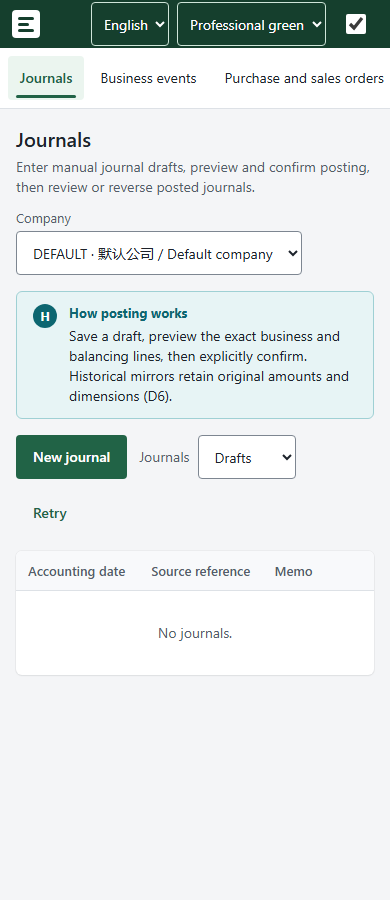 English
Professional green
Journals
Business events
Purchase and sales orders
Journals
Enter manual journal drafts, preview and confirm posting,
then review or reverse posted journals.
Company
DEFAULT · 默认公司 / Default company
H
How posting works
Save a draft, preview the exact business and
balancing lines, then explicitly confirm.
Historical mirrors retain original amounts and
dimensions (D6).
New journal
Journals
Drafts
Retry
Accounting date
Source reference
Memo
No journals.